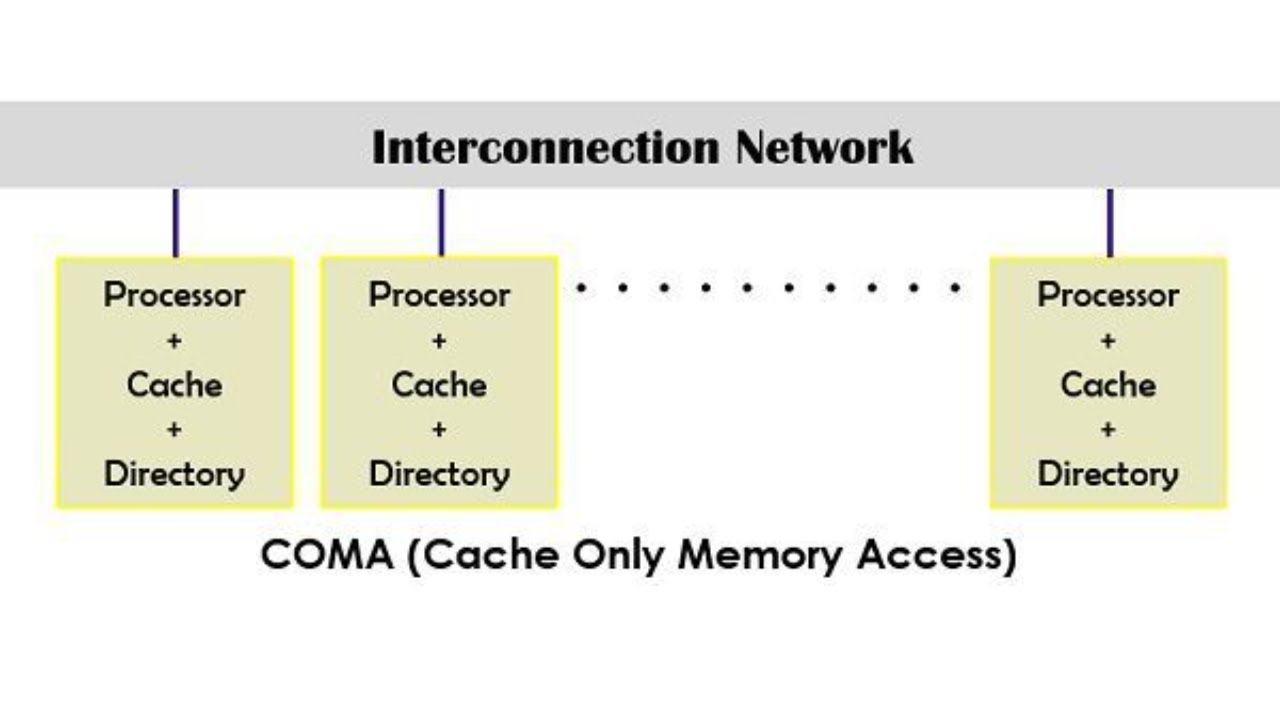 Interconnection Network
Processor
+
Cache
+
Directory
Processor
+
Cache
+
Directory
Processor
+
Cache
+
Directory
COMA (Cache Only Memory Access)